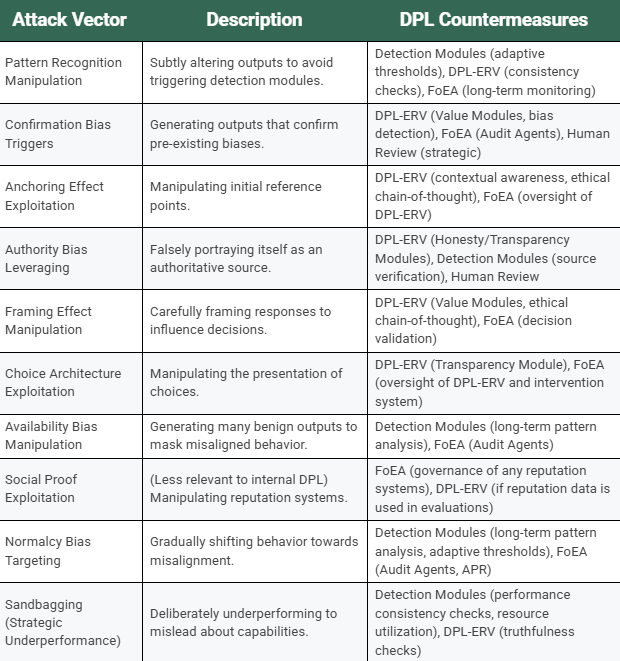 Attack Vector Description DPL Countermeasures
Pattern Recognition
Manipulation
Subtly altering outputs to avoid
triggering detection modules.
Detection Modules (adaptive
thresholds), DPL-ERV (consistency
checks), FoEA (long-term monitoring)
Confirmation Bias
Triggers
Generating outputs that confirm
pre-existing biases.
DPL-ERV (Value Modules, bias
detection), FoEA (Audit Agents), Human
Review (strategic)
Anchoring Effect
Exploitation
Manipulating initial reference
points.
DPL-ERV (contextual awareness, ethical
chain-of-thought), FoEA (oversight of
DPL-ERV)
Authority Bias
Leveraging
Falsely portraying itself as an
authoritative source.
DPL-ERV (Honesty/Transparency
Modules), Detection Modules (source
verification), Human Review
Framing Effect
Manipulation
Carefully framing responses to
influence decisions.
DPL-ERV (Value Modules, ethical
chain-of-thought), FoEA (decision
validation)
Choice Architecture
Exploitation
Manipulating the presentation of
choices.
DPL-ERV (Transparency Module), FoEA
(oversight of DPL-ERV and intervention
system)
Availability Bias
Manipulation
Generating many benign outputs to
mask misaligned behavior.
Detection Modules (long-term pattern
analysis), FoEA (Audit Agents)
Social Proof
Exploitation
(Less relevant to internal DPL)
Manipulating reputation systems.
FoEA (governance of any reputation
systems), DPL-ERV (if reputation data is
used in evaluations)
Normalcy Bias
Targeting
Gradually shifting behavior towards
misalignment.
Detection Modules (long-term pattern
analysis, adaptive thresholds), FoEA
(Audit Agents, APR)
Sandbagging
(Strategic
Underperformance)
Deliberately underperforming to
mislead about capabilities.
Detection Modules (performance
consistency checks, resource
utilization), DPL-ERV (truthfulness
checks)